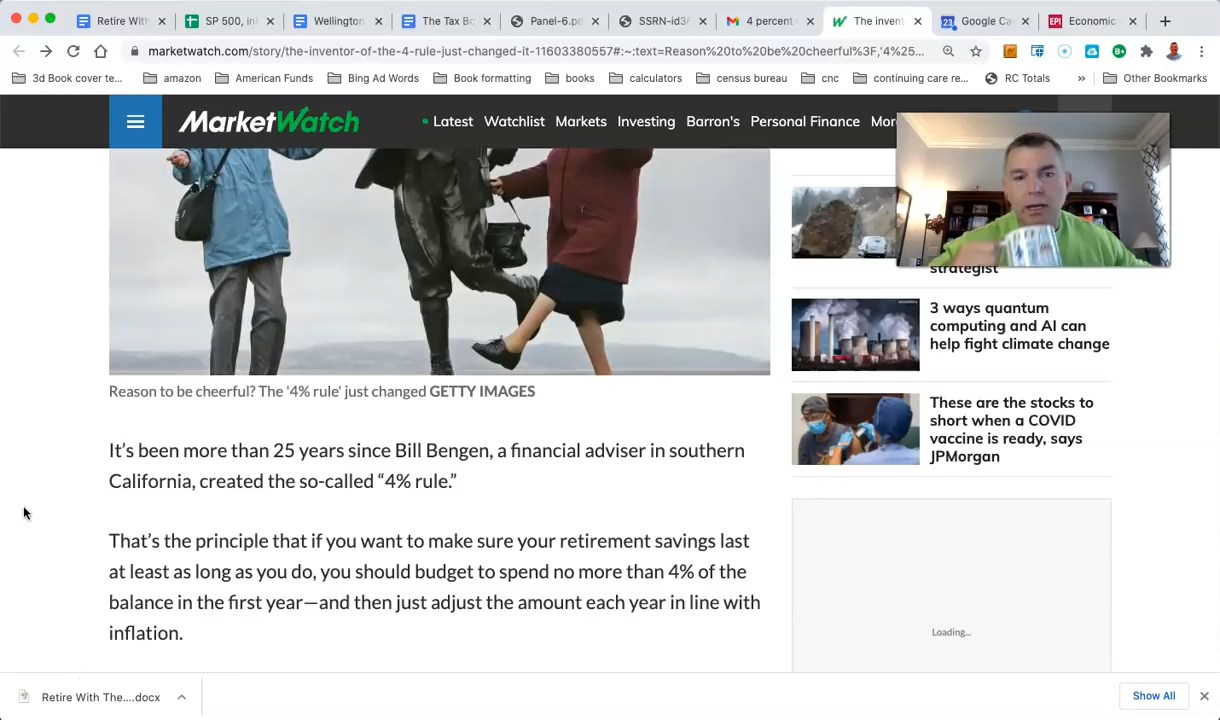 Retire With
SP 500, inf
Wellington
The Tax Bo
Panel-6.pd
SSRN-id36
4 percent
The invent
Google Ca
Economic
marketwatch.com/story/the-inventor-of-the-4-rule-just-changed-it-11603380557#:~:text=Reason%20to%20be%20cheerful%3F,'4%25...
3d Book cover te...
amazon
American Funds
Bing Ad Words
Book formatting
books
calculators
census bureau
cnc
continuing care re...
RC Totals
»
Other Bookmarks
MarketWatch
Latest
Watchlist
Markets
Investing
Barron's
Personal Finance
strategist
3 ways quantum
computing and AI can
help fight climate change
Reason to be cheerful? The '4% rule' just changed GETTY IMAGES
These are the stocks to
short when a COVID
vaccine is ready, says
JPMorgan
It's been more than 25 years since Bill Bengen, a financial adviser in southern
California, created the so-called “4% rule.”
That's the principle that if you want to make sure your retirement savings last
at least as long as you do, you should budget to spend no more than 4% of the
balance in the first year—and then just adjust the amount each year in line with
inflation.
Loading...
Retire With The....docx
Show All